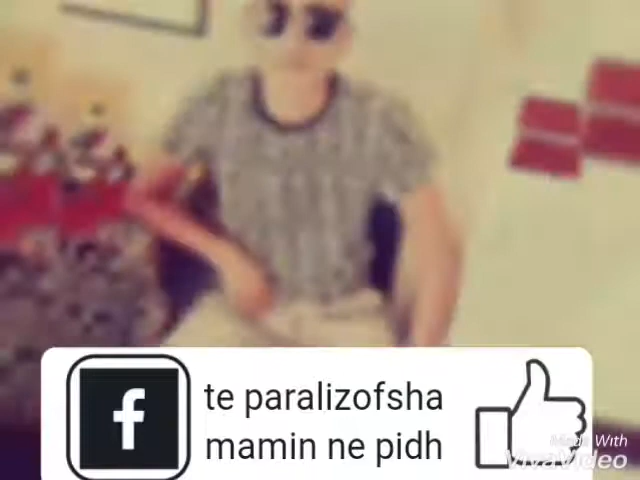 f
te paralizofsha
mamin ne pidh
Made With
VivaVideo